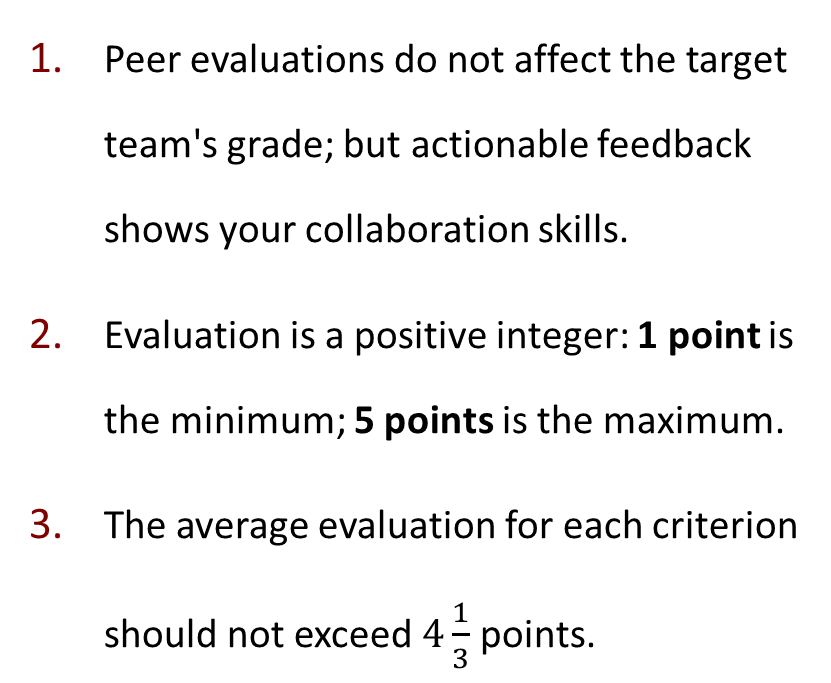 1. Peer evaluations do not affect the target
team's grade; but actionable feedback
shows your collaboration skills.
2. Evaluation is a positive integer: 1 point is
the minimum; 5 points is the maximum.
3. The average evaluation for each criterion
should not exceed 4 1/3 points.